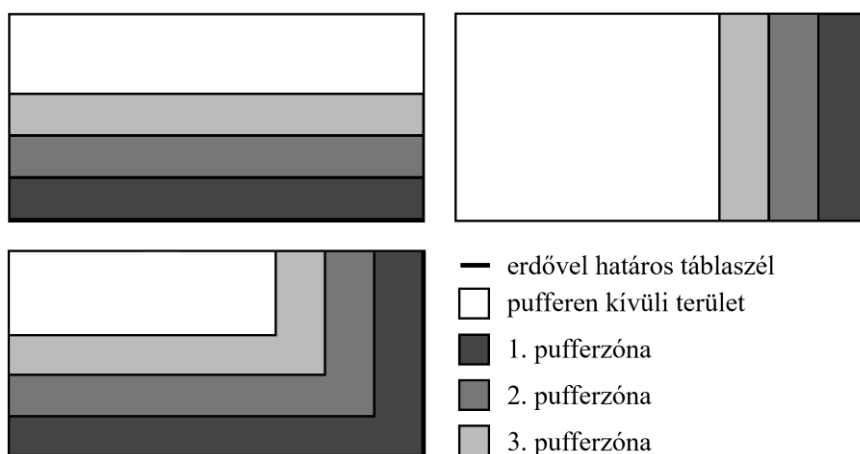 erdővel határos táblaszél
pufferen kívüli terület
1. pufferzóna
2. pufferzóna
3. pufferzóna